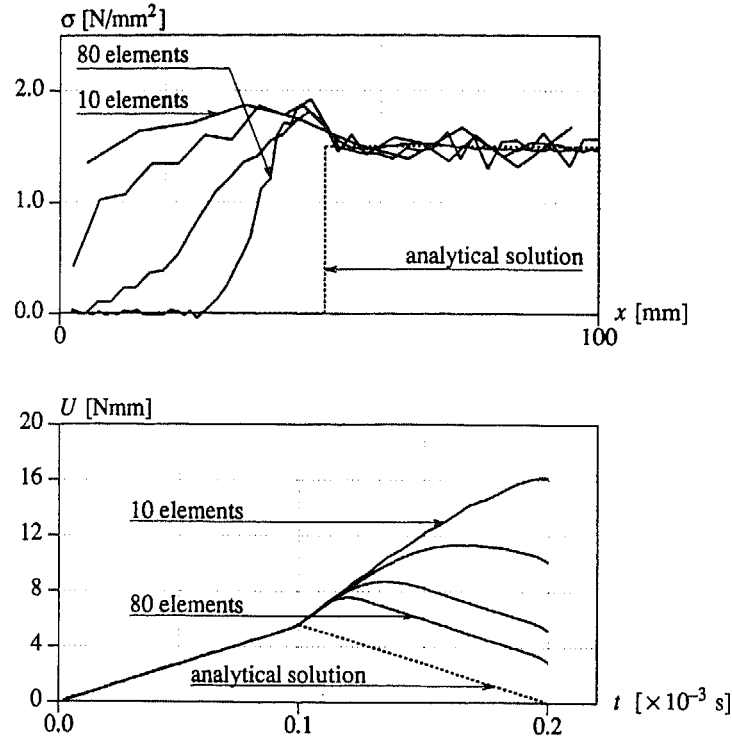 σ [N/mm²]
80 elements
2.0
10 elements
1.0
analytical solution
0.0
x [mm]
0
100
U [Nmm]
20
16
10 elements
12
8
80 elements
4
analytical solution
0
t [×10⁻³ s]
0.0
0.1
0.2